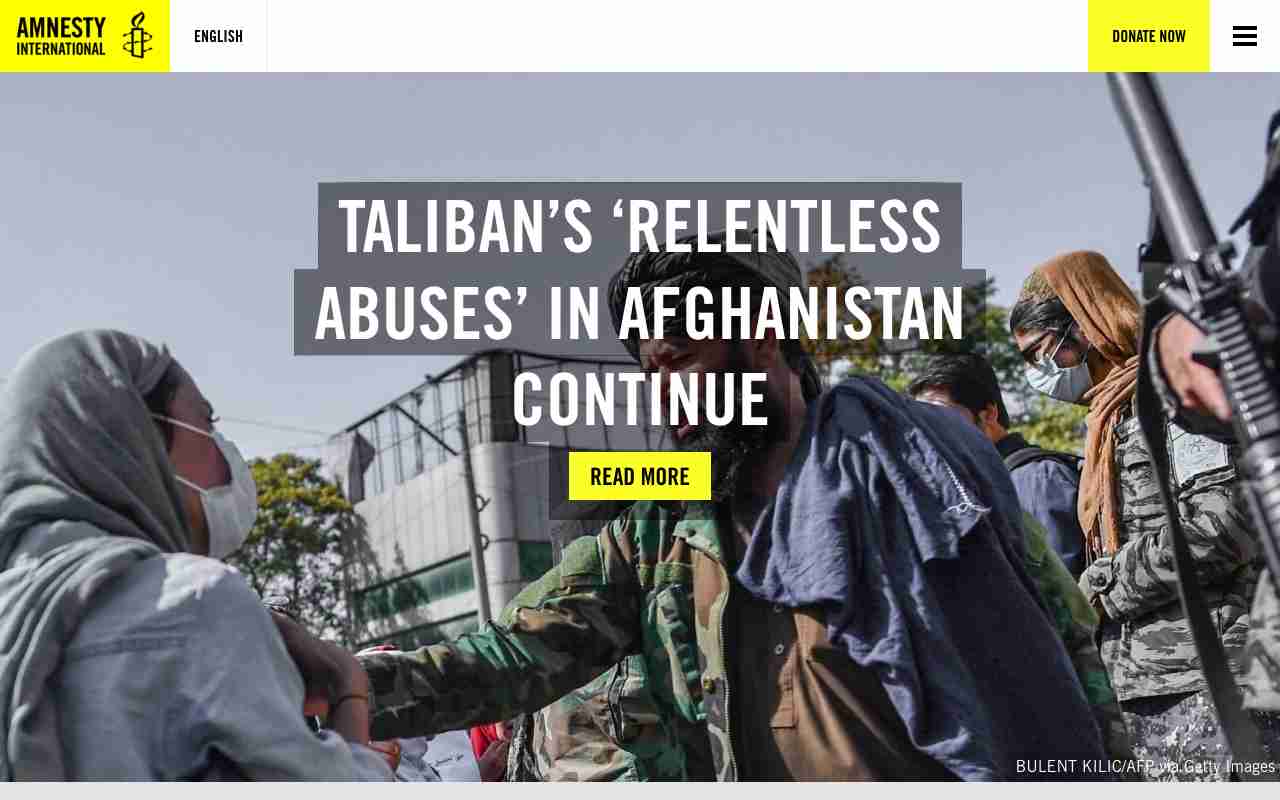 AMNESTY
INTERNATIONAL
ENGLISH
DONATE NOW
TALIBAN’S ‘RELENTLESS
ABUSES’ IN AFGHANISTAN
CONTINUE
READ MORE
BULENT KILIC/AFP via Getty Images